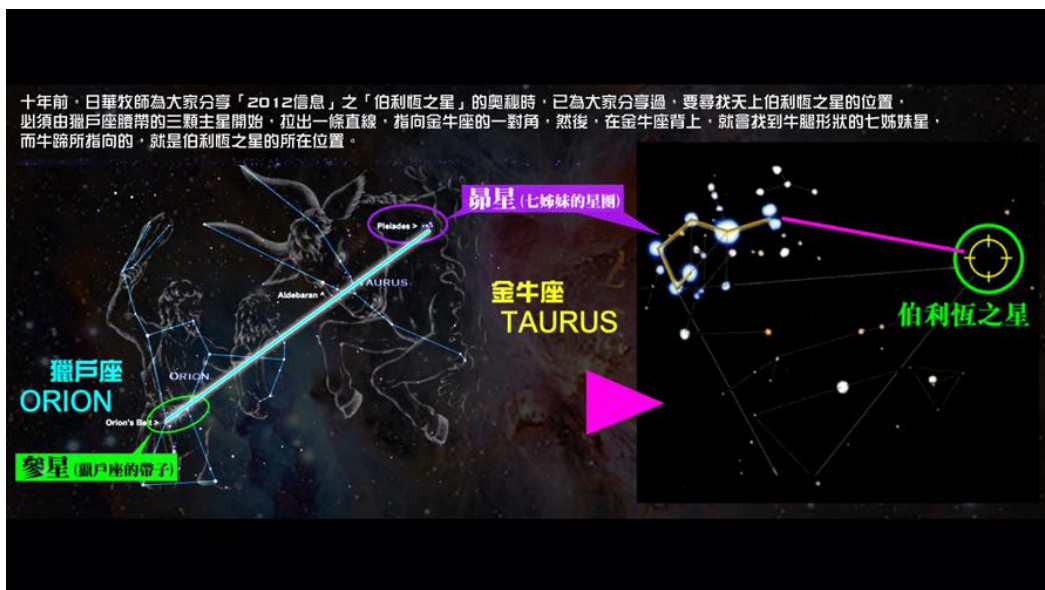 十年前，日華牧師為大家分享「2012信息」之「伯利恆之星」的奧秘時，已為大家分享過，要尋找天上伯利恆之星的位置，
必須由獵戶座腰帶的三顆主星開始，拉出一條直線，指向金牛座的一對角，然後，在金牛座背上，就會找到牛腿形狀的七姊妹星，
而牛蹄所指向的，就是伯利恆之星的所在位置。
昴星(七姊妹的星團)
Pleiades >
TAURUS
Aldebaran ^
金牛座
TAURUS
伯利恆之星
獵戶座
ORION
ORION
Orion's Belt >
參星(獵戶座的帶子)